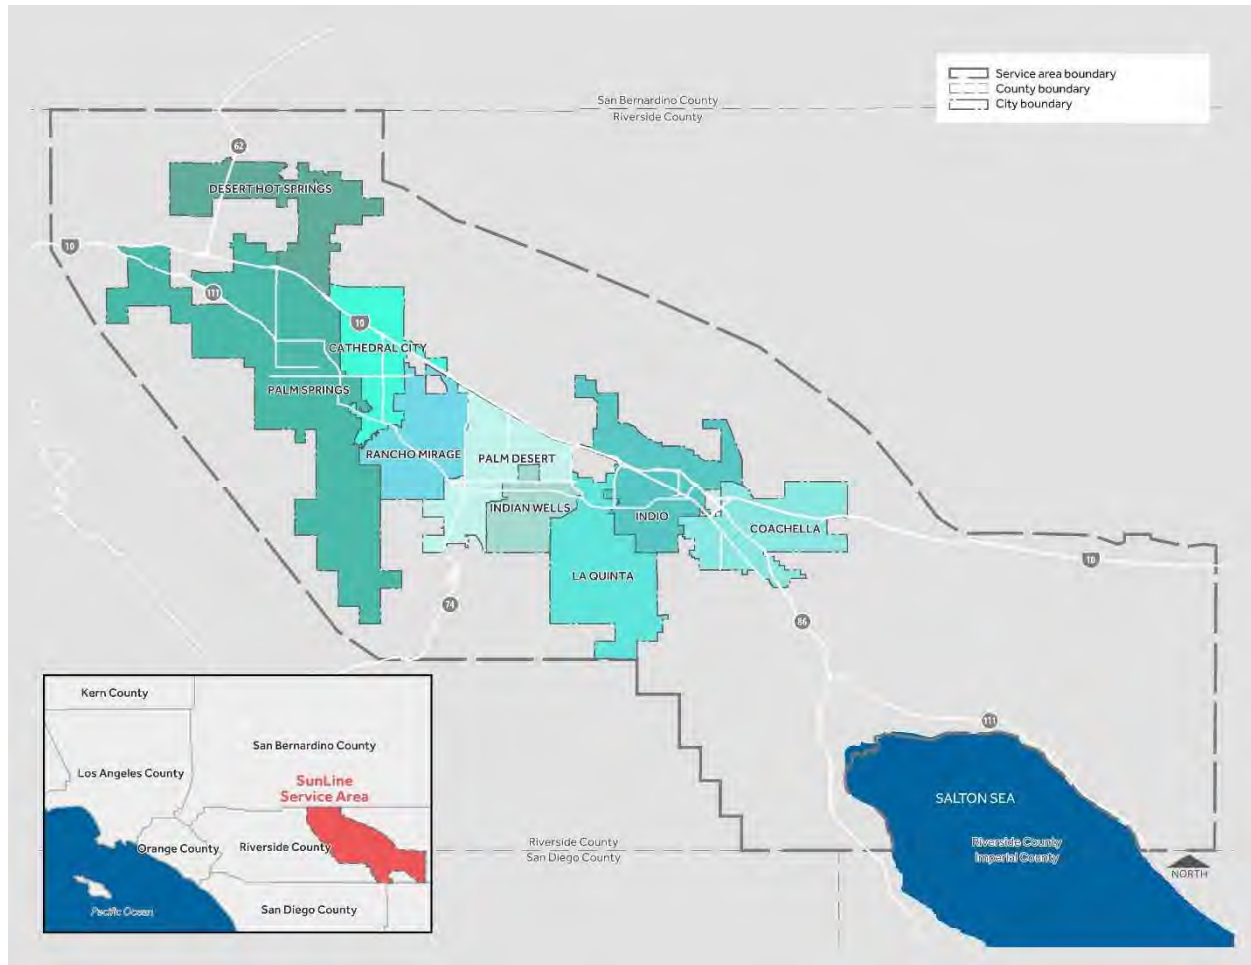 Service area boundary
County boundary
City boundary
San Bernardino County
Riverside County
62
DESERT HOT SPRINGS
10
111
10
CATHEDRAL CITY
PALM SPRINGS
RANCHO MIRAGE
PALM DESERT
INDIAN WELLS
INDIO
COACHELLA
10
LA QUINTA
74
86
111
SALTON SEA
Riverside County
Imperial County
Riverside County
San Diego County
NORTH
Kern County
San Bernardino County
Los Angeles County
SunLine
Service Area
Orange County
Riverside County
Pacific Ocean
San Diego County